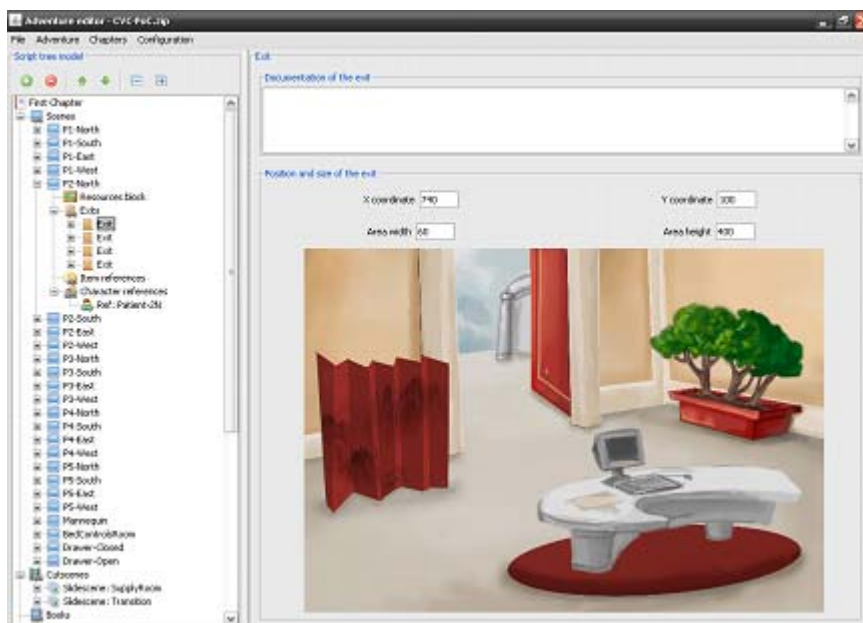 Adventure editor - CVC-PoC.zip
File Adventure Chapters Configuration
Script tree model
First Chapter
Scenes
P1-North
P1-South
P1-East
P1-West
P2-North
Resources block
Exits
Exit
Exit
Exit
Exit
Item references
Character references
Ref: Patient-2N
P2-South
P2-East
P2-West
P3-North
P3-South
P3-East
P3-West
P4-North
P4-South
P4-East
P4-West
P5-North
P5-South
P5-East
P5-West
Mannequin
BedControlsRoom
Drawer-Closed
Drawer-Open
Cutscenes
Slidescene: SupplyRoom
Slidescene: Transition
Books
Exit
Documentation of the exit
Position and size of the exit
X coordinate 740
Y coordinate 100
Area width 60
Area height 400